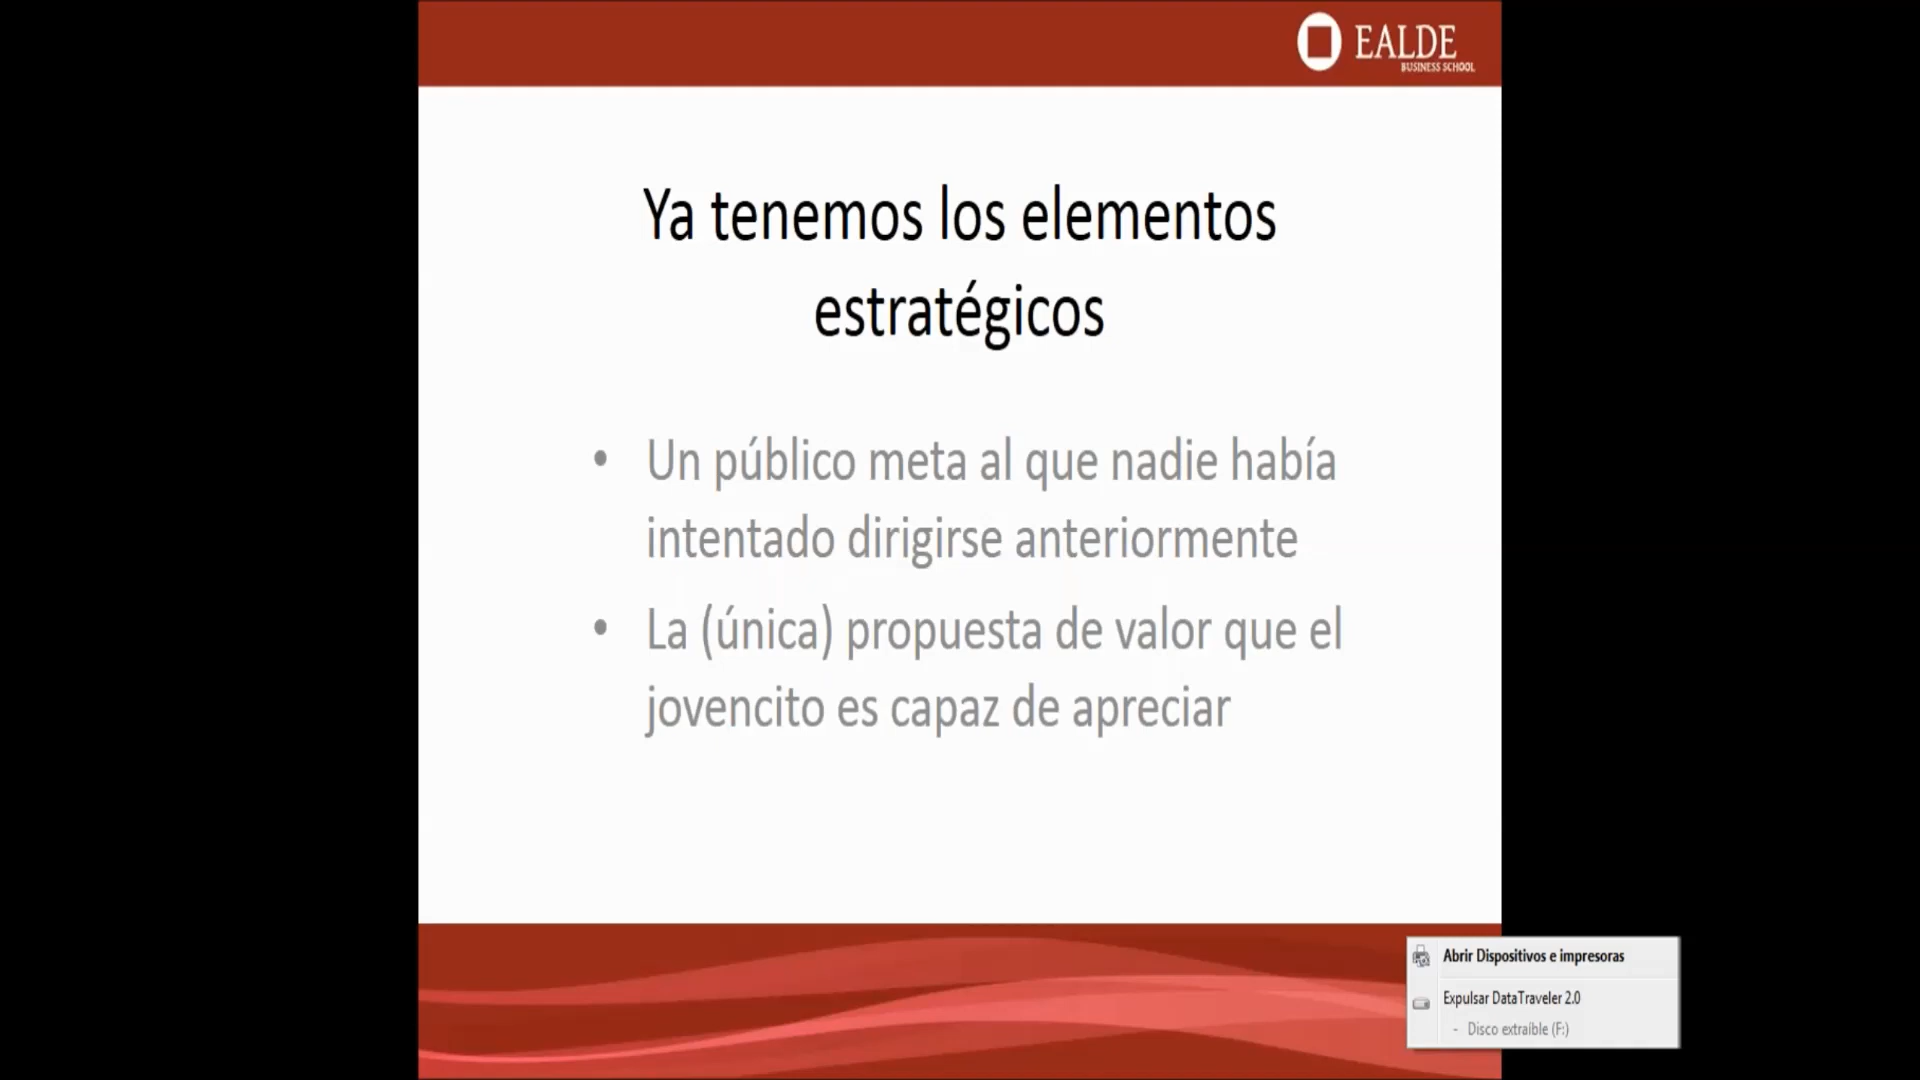 EALDE
BUSINESS SCHOOL
Ya tenemos los elementos
estratégicos
• Un público meta al que nadie había
intentado dirigirse anteriormente
• La (única) propuesta de valor que el
jovencito es capaz de apreciar
Abrir Dispositivos e impresoras
Expulsar DataTraveler 2.0
- Disco extraíble (F:)